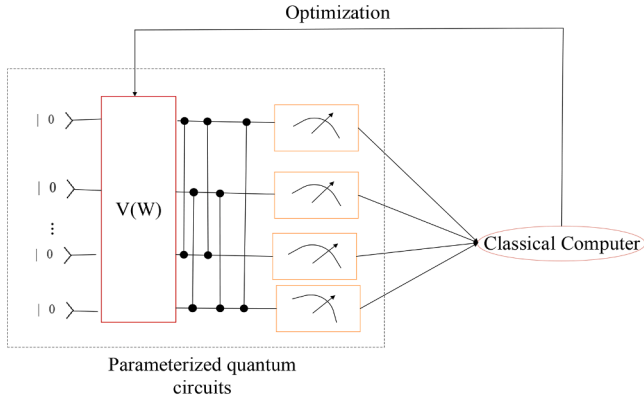 Optimization
| 0
| 0
V(W)
...
| 0
Classical Computer
| 0
Parameterized quantum
circuits